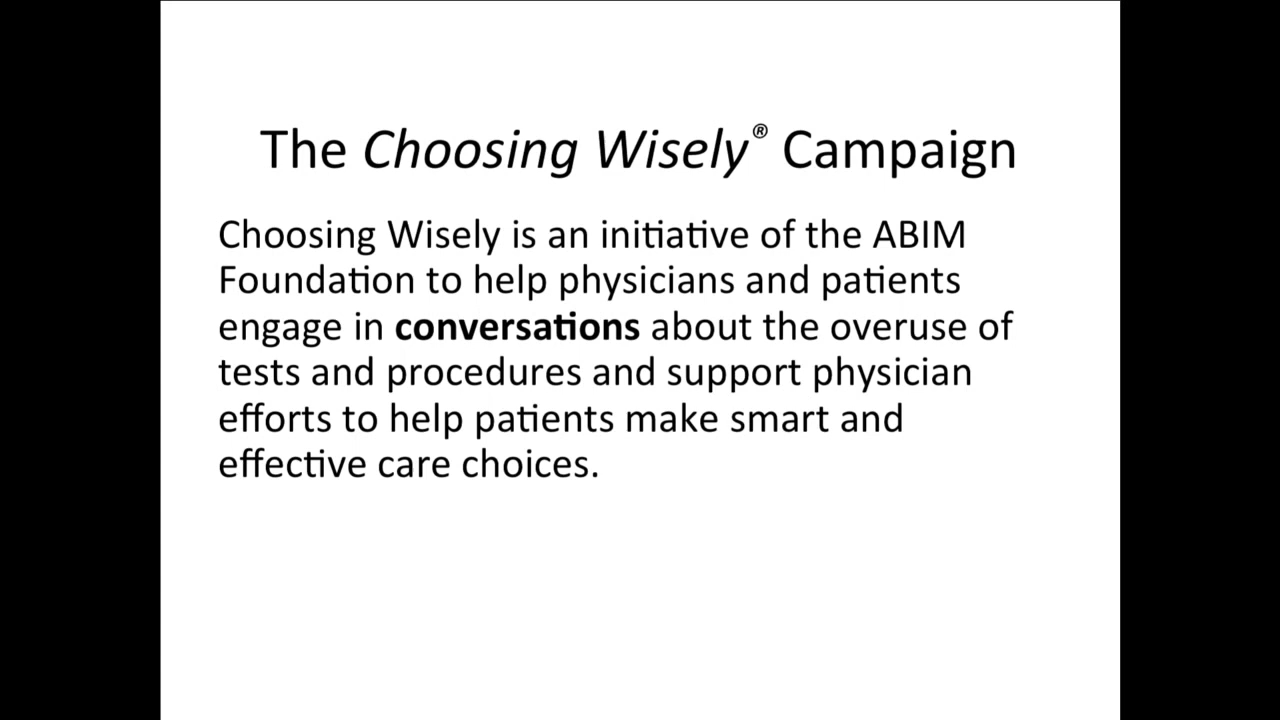 The Choosing Wisely® Campaign
Choosing Wisely is an initiative of the ABIM
Foundation to help physicians and patients
engage in conversations about the overuse of
tests and procedures and support physician
efforts to help patients make smart and
effective care choices.